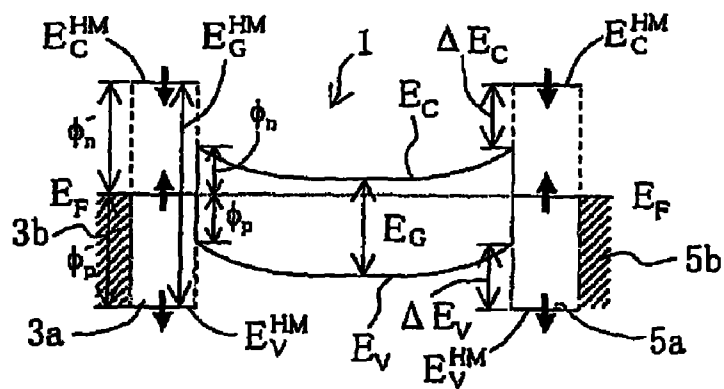 E_C^HM E_G^HM 1 ΔE_C E_C^HM
ϕ_n^- ϕ_n E_C
E_F E_F
3b ϕ_p^- ϕ_p E_G 5b
3a E_V^HM E_V ΔE_V E_V^HM 5a